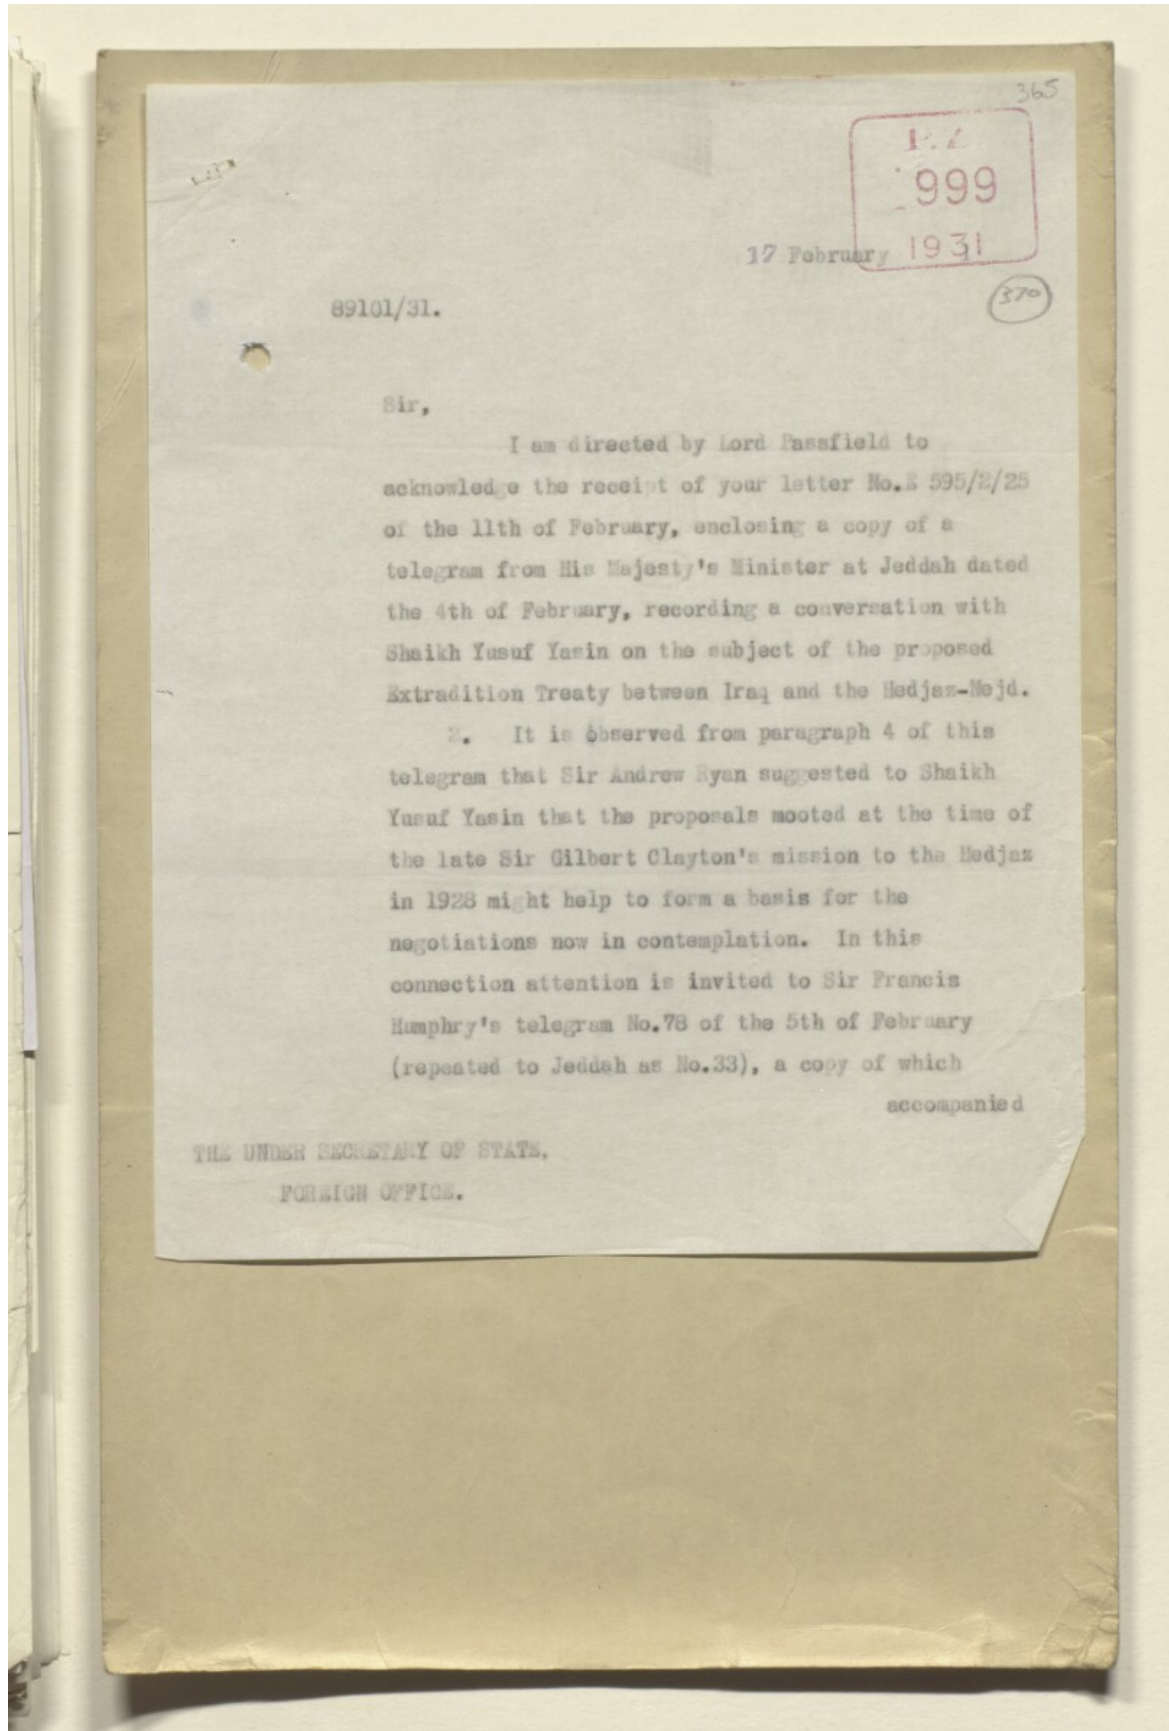 365
P.Z.
999
1931
17 February
370
89101/31.
Sir,
I am directed by Lord Passfield to
acknowledge the receipt of your letter No.E 595/2/25
of the 11th of February, enclosing a copy of a
telegram from His Majesty's Minister at Jeddah dated
the 4th of February, recording a conversation with
Shaikh Yusuf Yasin on the subject of the proposed
Extradition Treaty between Iraq and the Hedjaz-Nejd.
2. It is observed from paragraph 4 of this
telegram that Sir Andrew Ryan suggested to Shaikh
Yusuf Yasin that the proposals mooted at the time of
the late Sir Gilbert Clayton's mission to the Hedjaz
in 1928 might help to form a basis for the
negotiations now in contemplation. In this
connection attention is invited to Sir Francis
Humphry's telegram No.78 of the 5th of February
(repeated to Jeddah as No.33), a copy of which
accompanied
THE UNDER SECRETARY OF STATE,
FOREIGN OFFICE.